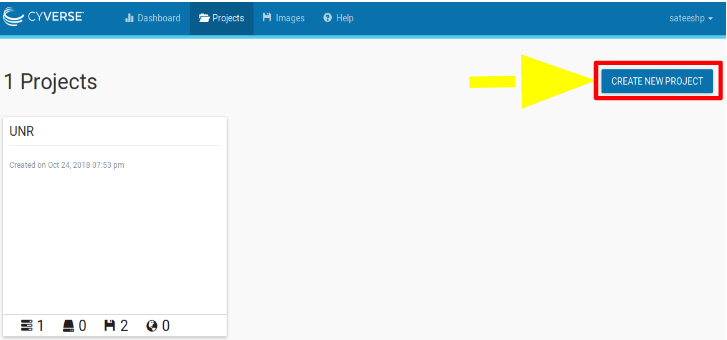 CYVERSE Dashboard Projects Images Help sateeshp
1 Projects
CREATE NEW PROJECT
UNR
Created on Oct 24, 2018 07:53 pm
1 0 2 0